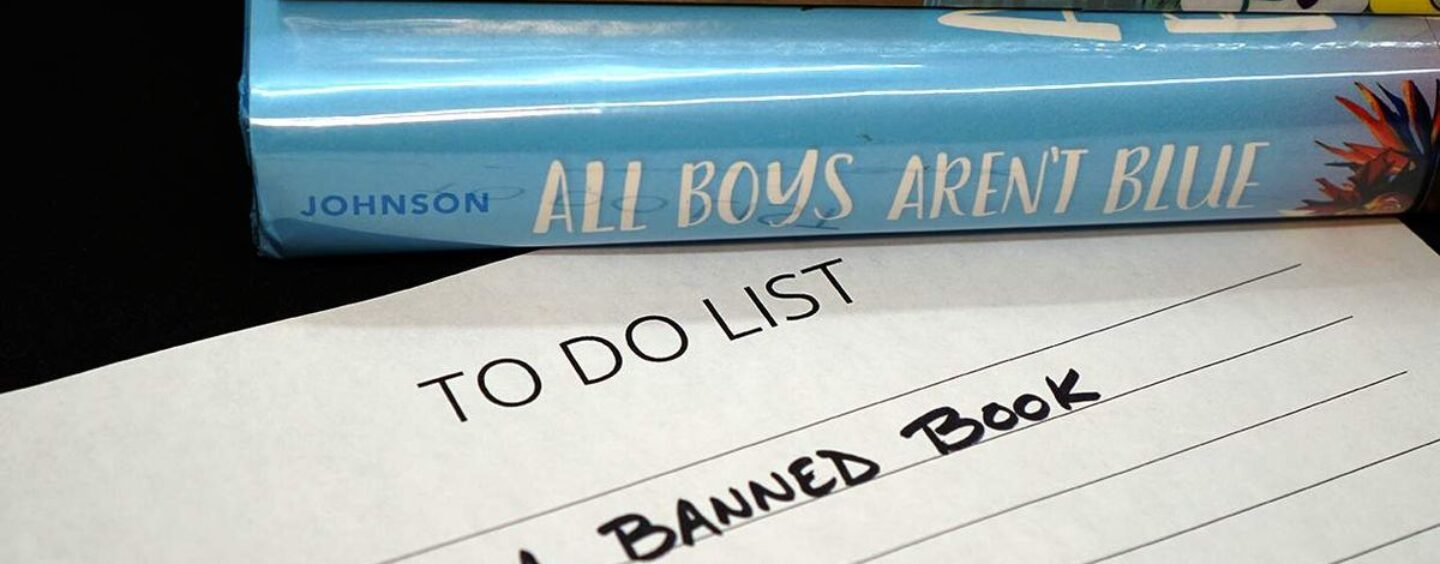 JOHNSON ALL BOYS AREN'T BLUE
TO DO LIST
BANNED BOOK